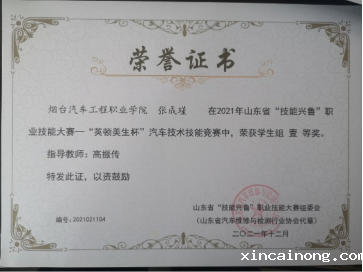 荣誉证书
烟台汽车工程职业学院 张成瑾 在2021年山东省“技能兴鲁”职
业技能大赛—“英顿美生杯”汽车技术技能竞赛中，荣获学生组 壹 等奖。
指导教师：高振传
特发此证，以资鼓励
山东省“技能兴鲁”职业技能大赛组委会
（山东省汽车维修与检测行业协会代章）
编号：2021021104
二〇二一年十二月
xincainong.com